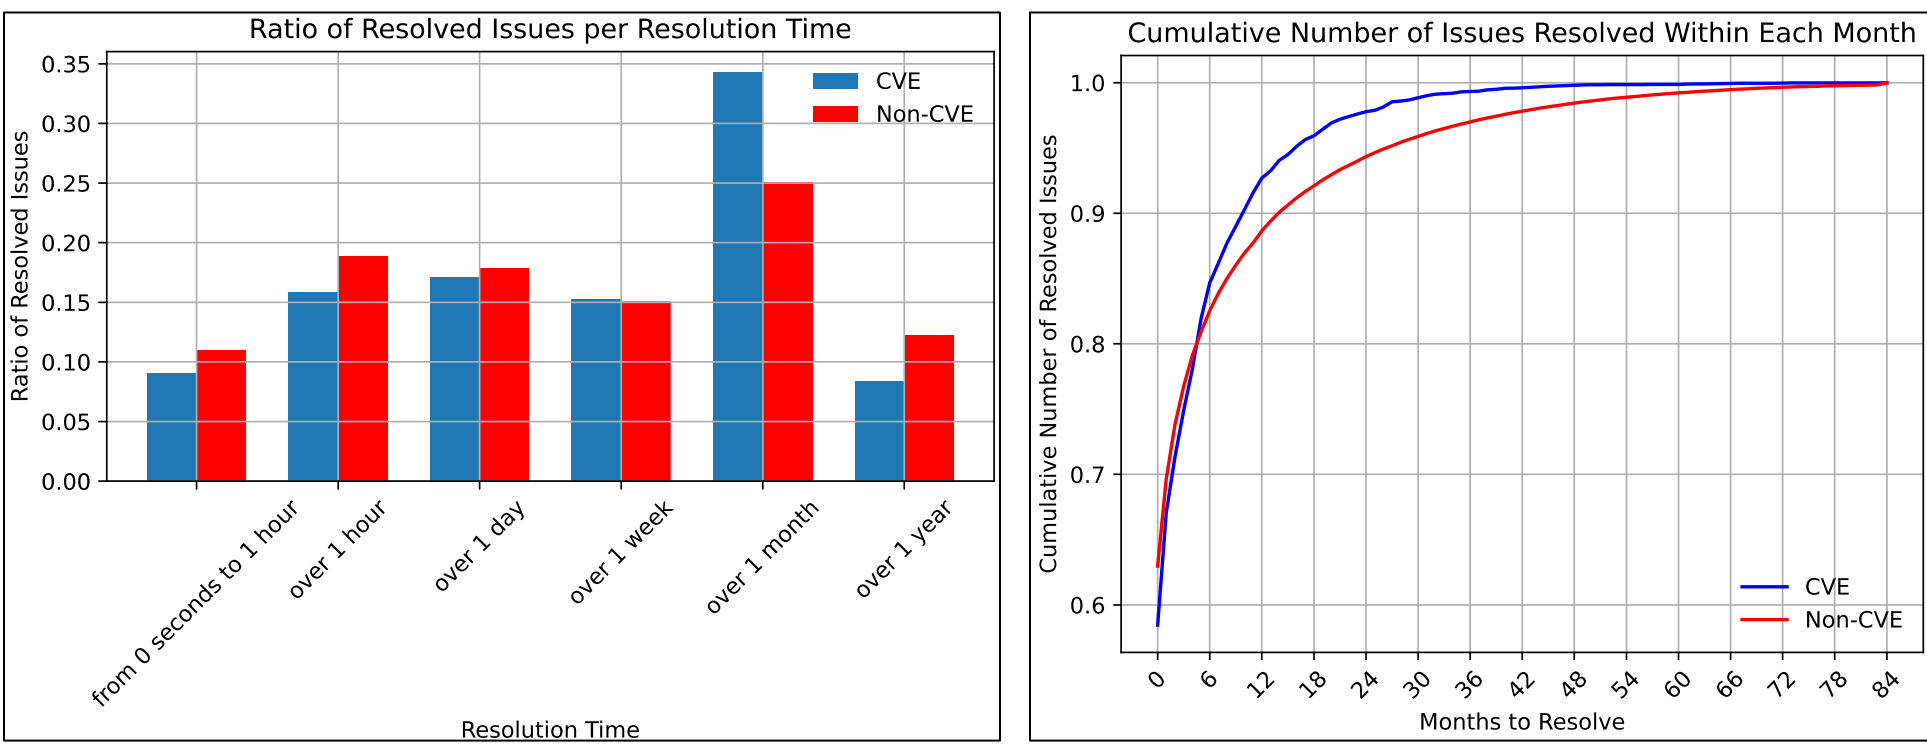 Ratio of Resolved Issues per Resolution Time
Ratio of Resolved Issues
0.35
0.30
0.25
0.20
0.15
0.10
0.05
0.00
CVE
Non-CVE
from 0 seconds to 1 hour
over 1 hour
over 1 day
over 1 week
over 1 month
over 1 year
Resolution Time
Cumulative Number of Issues Resolved Within Each Month
Cumulative Number of Resolved Issues
1.0
0.9
0.8
0.7
0.6
CVE
Non-CVE
0 6 12 18 24 30 36 42 48 54 60 66 72 78 84
Months to Resolve